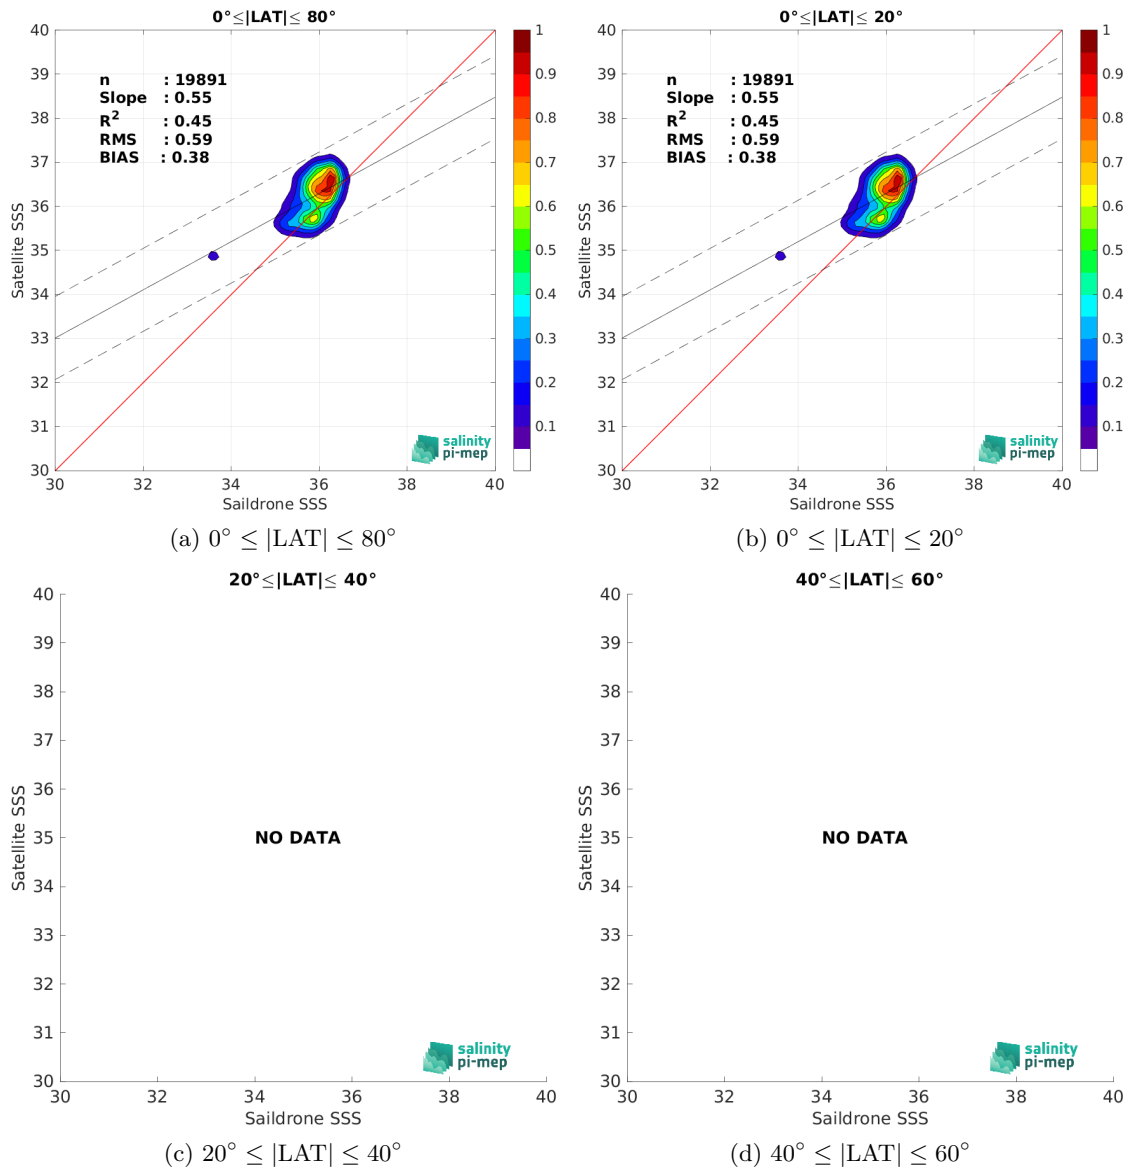 0°≤|LAT|≤ 80°
40
39
38
37
36
35
34
33
32
31
30
Satellite SSS
n : 19891
Slope : 0.55
R² : 0.45
RMS : 0.59
BIAS : 0.38
1
0.9
0.8
0.7
0.6
0.5
0.4
0.3
0.2
0.1
salinity
pi-mep
30 32 34 36 38 40
Saildrone SSS
(a) 0° ≤ |LAT| ≤ 80°
0°≤|LAT|≤ 20°
40
39
38
37
36
35
34
33
32
31
30
Satellite SSS
n : 19891
Slope : 0.55
R² : 0.45
RMS : 0.59
BIAS : 0.38
1
0.9
0.8
0.7
0.6
0.5
0.4
0.3
0.2
0.1
salinity
pi-mep
30 32 34 36 38 40
Saildrone SSS
(b) 0° ≤ |LAT| ≤ 20°
20°≤|LAT|≤ 40°
40
39
38
37
36
35
34
33
32
31
30
Satellite SSS
NO DATA
salinity
pi-mep
30 32 34 36 38 40
Saildrone SSS
(c) 20° ≤ |LAT| ≤ 40°
40°≤|LAT|≤ 60°
40
39
38
37
36
35
34
33
32
31
30
Satellite SSS
NO DATA
salinity
pi-mep
30 32 34 36 38 40
Saildrone SSS
(d) 40° ≤ |LAT| ≤ 60°